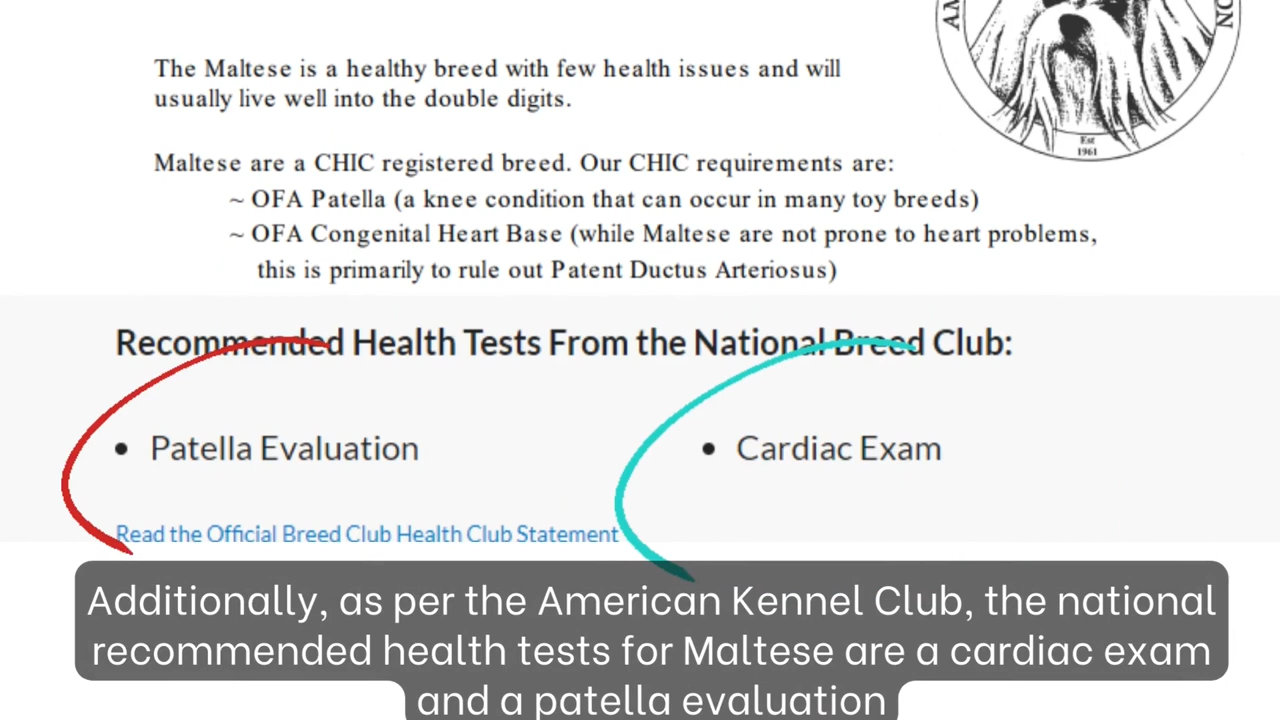 AM
ON
Est
1961
The Maltese is a healthy breed with few health issues and will
usually live well into the double digits.
Maltese are a CHIC registered breed. Our CHIC requirements are:
~ OFA Patella (a knee condition that can occur in many toy breeds)
~ OFA Congenital Heart Base (while Maltese are not prone to heart problems,
this is primarily to rule out Patent Ductus Arteriosus)
Recommended Health Tests From the National Breed Club:
• Patella Evaluation
• Cardiac Exam
Read the Official Breed Club Health Club Statement
Additionally, as per the American Kennel Club, the national
recommended health tests for Maltese are a cardiac exam
and a patella evaluation